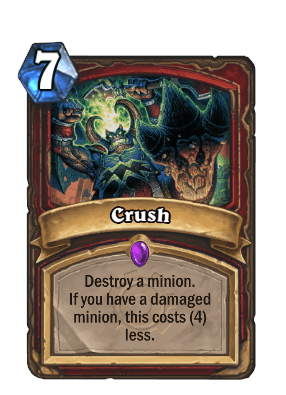 7
Crush
Destroy a minion.
If you have a damaged
minion, this costs (4)
less.